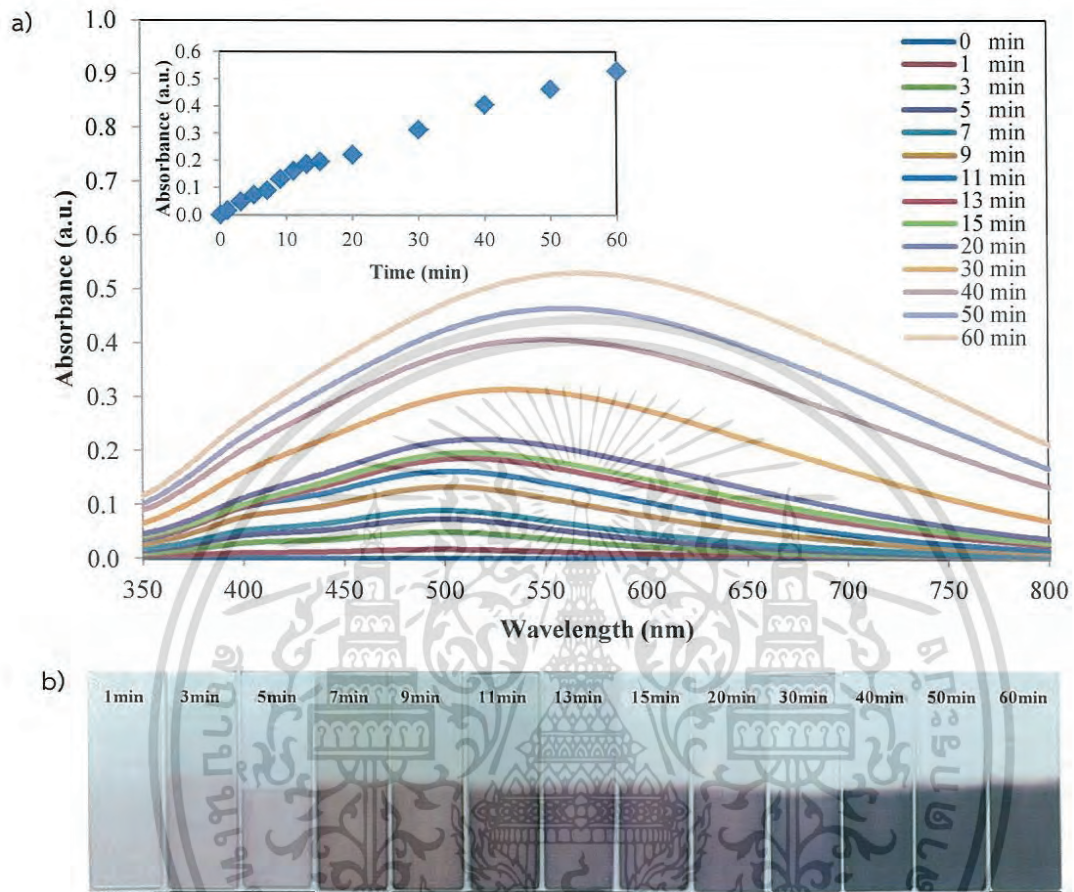 a)
Absorbance (a.u.)
1.0
0.9
0.8
0.7
0.6
0.5
0.4
0.3
0.2
0.1
0.0
350 400 450 500 550 600 650 700 750 800
Wavelength (nm)
Absorbance (a.u.)
0.6
0.5
0.4
0.3
0.2
0.1
0.0
0 10 20 30 40 50 60
Time (min)
0 min
1 min
3 min
5 min
7 min
9 min
11 min
13 min
15 min
20 min
30 min
40 min
50 min
60 min
b)
1min 3min 5min 7min 9min 11min 13min 15min 20min 30min 40min 50min 60min